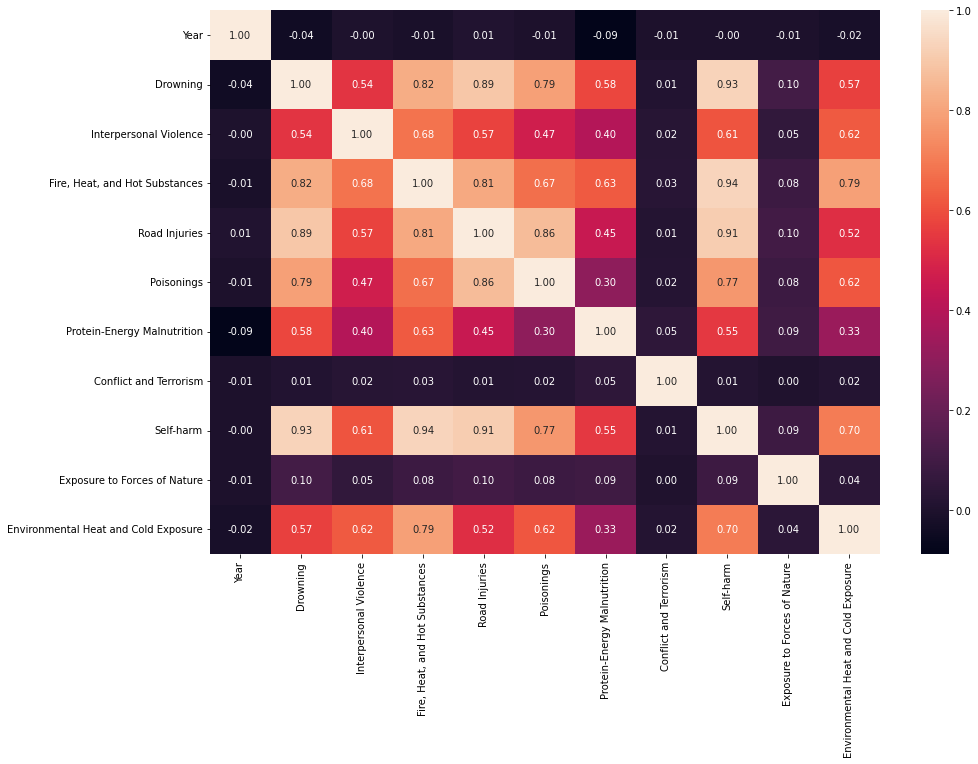 Year 1.00 -0.04 -0.00 -0.01 0.01 -0.01 -0.09 -0.01 -0.00 -0.01 -0.02
Drowning -0.04 1.00 0.54 0.82 0.89 0.79 0.58 0.01 0.93 0.10 0.57
Interpersonal Violence -0.00 0.54 1.00 0.68 0.57 0.47 0.40 0.02 0.61 0.05 0.62
Fire, Heat, and Hot Substances -0.01 0.82 0.68 1.00 0.81 0.67 0.63 0.03 0.94 0.08 0.79
Road Injuries 0.01 0.89 0.57 0.81 1.00 0.86 0.45 0.01 0.91 0.10 0.52
Poisonings -0.01 0.79 0.47 0.67 0.86 1.00 0.30 0.02 0.77 0.08 0.62
Protein-Energy Malnutrition -0.09 0.58 0.40 0.63 0.45 0.30 1.00 0.05 0.55 0.09 0.33
Conflict and Terrorism -0.01 0.01 0.02 0.03 0.01 0.02 0.05 1.00 0.01 0.00 0.02
Self-harm -0.00 0.93 0.61 0.94 0.91 0.77 0.55 0.01 1.00 0.09 0.70
Exposure to Forces of Nature -0.01 0.10 0.05 0.08 0.10 0.08 0.09 0.00 0.09 1.00 0.04
Environmental Heat and Cold Exposure -0.02 0.57 0.62 0.79 0.52 0.62 0.33 0.02 0.70 0.04 1.00
Year
Drowning
Interpersonal Violence
Fire, Heat, and Hot Substances
Road Injuries
Poisonings
Protein-Energy Malnutrition
Conflict and Terrorism
Self-harm
Exposure to Forces of Nature
Environmental Heat and Cold Exposure
1.0
0.8
0.6
0.4
0.2
0.0